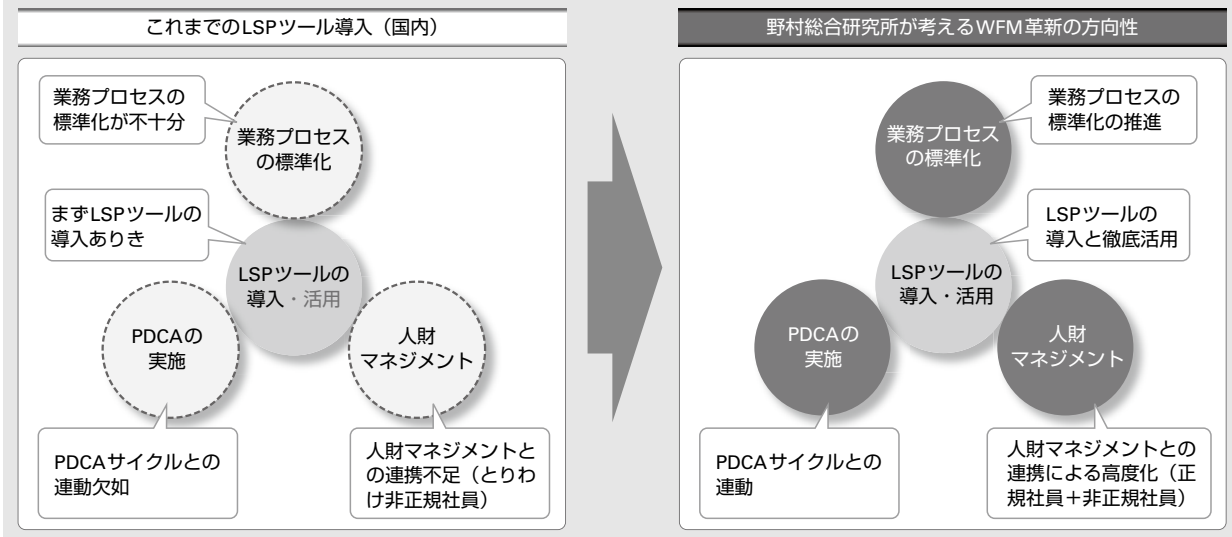 これまでのLSPツール導入（国内）
業務プロセスの
標準化が不十分
業務プロセス
の標準化
まずLSPツールの
導入ありき
LSPツールの
導入・活用
PDCAの
実施
人財
マネジメント
PDCAサイクルとの
連動欠如
人財マネジメントと
の連携不足（とりわ
け非正規社員）
野村総合研究所が考えるWFM革新の方向性
業務プロセスの
標準化の推進
業務プロセス
の標準化
LSPツールの
導入と徹底活用
LSPツールの
導入・活用
PDCAの
実施
人財
マネジメント
PDCAサイクルとの
連動
人財マネジメントとの
連携による高度化（正
規社員＋非正規社員）